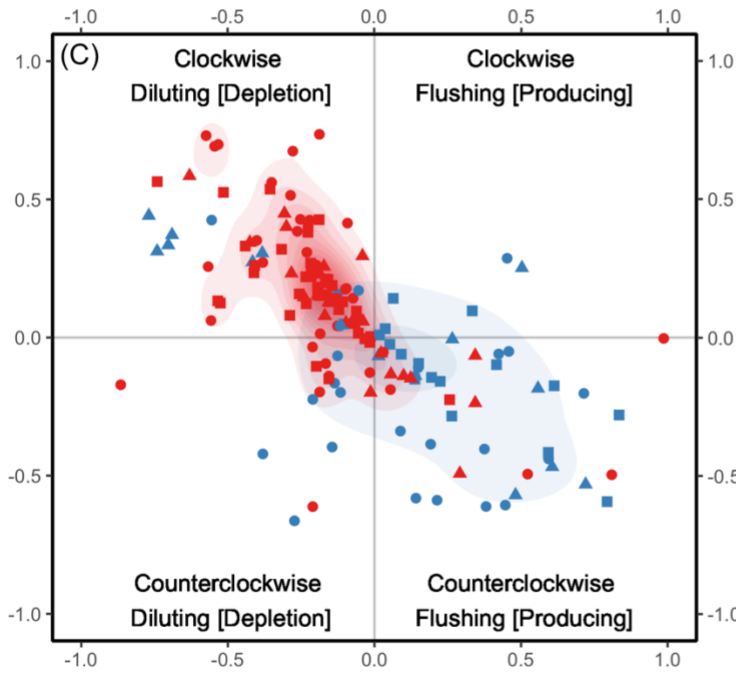 -1.0 -0.5 0.0 0.5 1.0
(C) Clockwise Clockwise
Diluting [Depletion] Flushing [Producing]
1.0 1.0
0.5 0.5
0.0 0.0
-0.5 -0.5
Counterclockwise Counterclockwise
Diluting [Depletion] Flushing [Producing]
-1.0 -1.0
-1.0 -0.5 0.0 0.5 1.0